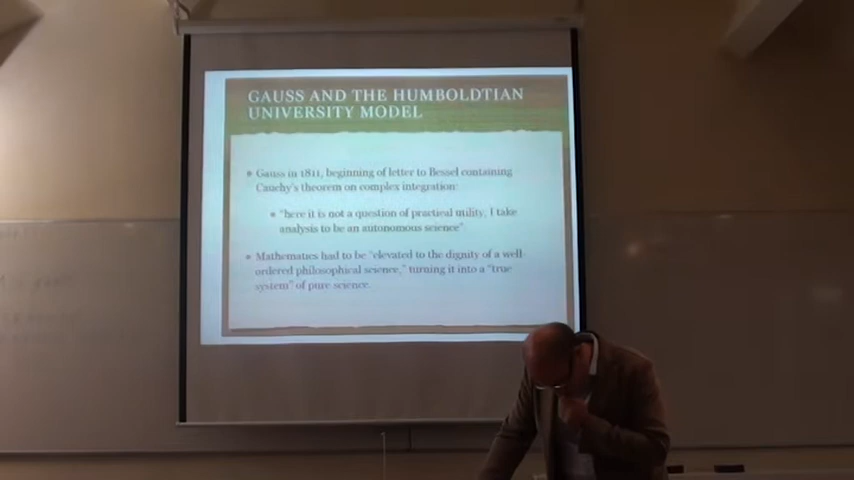 GAUSS AND THE HUMBOLDTIAN
UNIVERSITY MODEL
Gauss in 1811, beginning of letter to Bessel containing
Cauchy's theorem on complex integration:
"here it is not a question of practical utility, I take
analysis to be an autonomous science"
Mathematics had to be "elevated to the dignity of a well-
ordered philosophical science," turning it into a "true
system" of pure science.